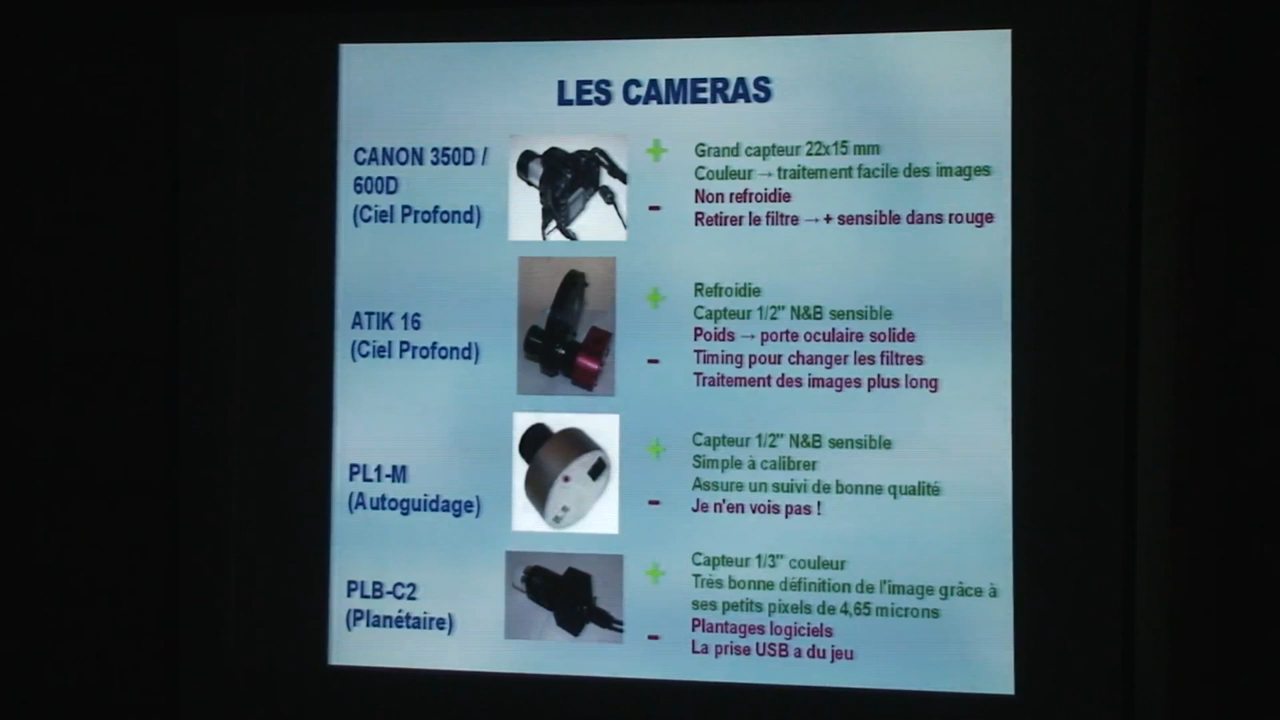 LES CAMERAS
CANON 350D /
600D
(Ciel Profond)
+
Grand capteur 22x15 mm
Couleur → traitement facile des images
-
Non refroidie
Retirer le filtre → + sensible dans rouge
ATIK 16
(Ciel Profond)
+
Refroidie
Capteur 1/2" N&B sensible
-
Poids → porte oculaire solide
Timing pour changer les filtres
Traitement des images plus long
PL1-M
(Autoguidage)
+
Capteur 1/2" N&B sensible
Simple à calibrer
Assure un suivi de bonne qualité
-
Je n'en vois pas !
PLB-C2
(Planétaire)
+
Capteur 1/3" couleur
Très bonne définition de l'image grâce à
ses petits pixels de 4,65 microns
-
Plantages logiciels
La prise USB a du jeu